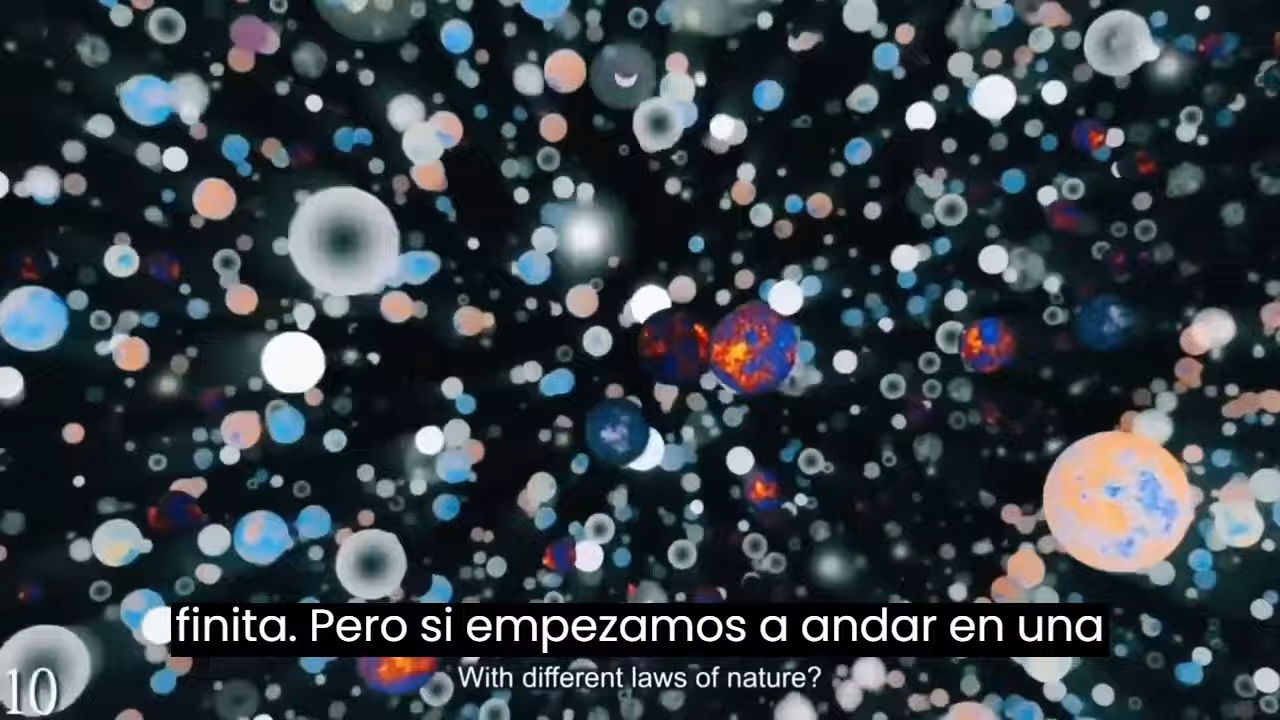 finita. Pero si empezamos a andar en una
With different laws of nature?
10